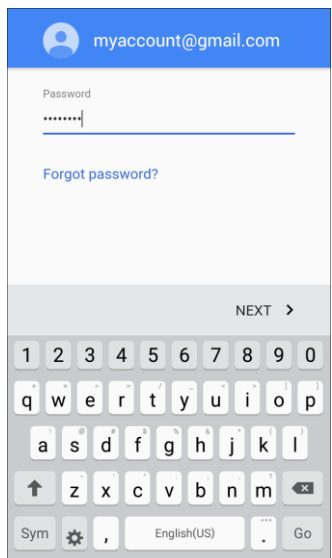 myaccount@gmail.com
Password
••••••••
Forgot password?
NEXT
1 2 3 4 5 6 7 8 9 0
q w e r t y u i o p
a s d f g h j k l
z x c v b n m
Sym , English(US) . Go